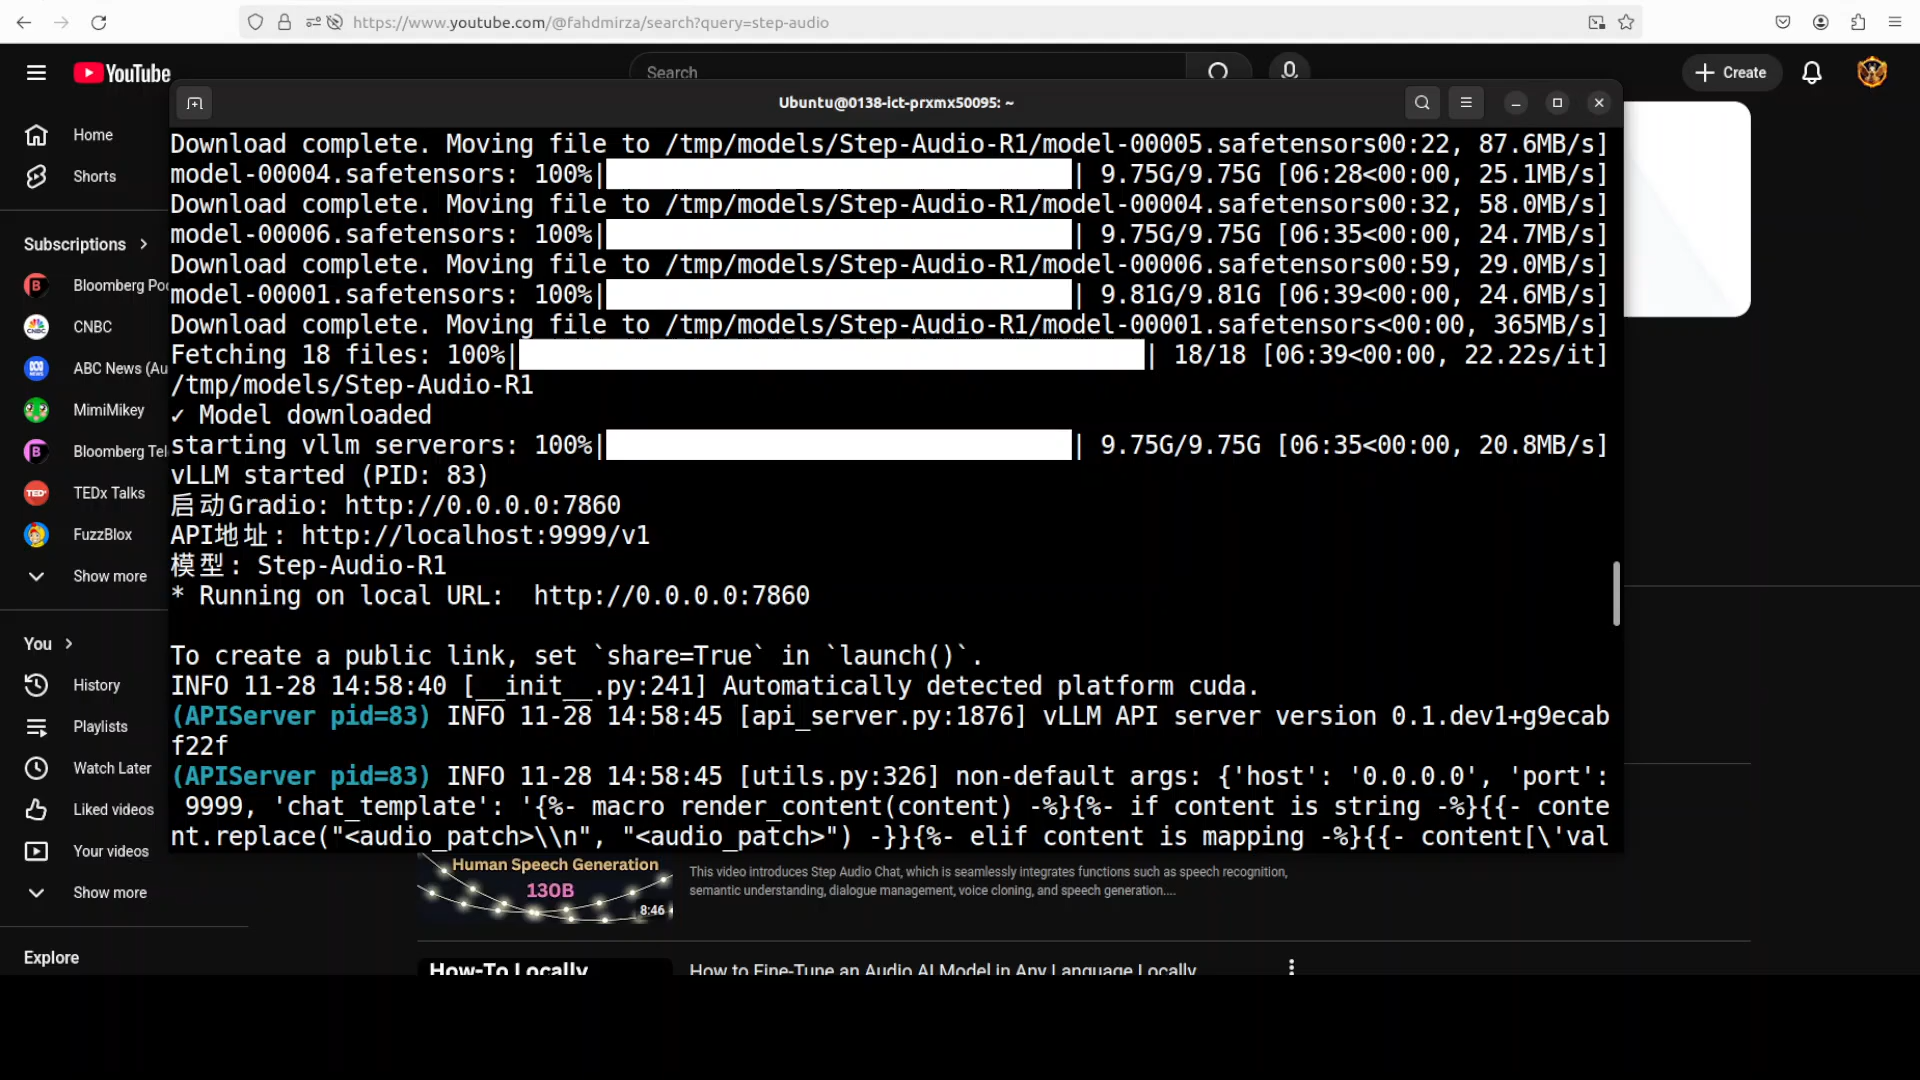 https://www.youtube.com/@fahdmirza/search?query=step-audio
YouTube
Search
Create
Ubuntu@0138-ict-prxmx50095: ~
Home
Shorts
Subscriptions
Bloomberg Poc
CNBC
ABC News (Au
MimiMikey
Bloomberg Tel
TEDx Talks
FuzzBlox
Show more
You
History
Playlists
Watch Later
Liked videos
Your videos
Show more
Explore
Download complete. Moving file to /tmp/models/Step-Audio-R1/model-00005.safetensors00:22, 87.6MB/s]
model-00004.safetensors: 100%| | 9.75G/9.75G [06:28<00:00, 25.1MB/s]
Download complete. Moving file to /tmp/models/Step-Audio-R1/model-00004.safetensors00:32, 58.0MB/s]
model-00006.safetensors: 100%| | 9.75G/9.75G [06:35<00:00, 24.7MB/s]
Download complete. Moving file to /tmp/models/Step-Audio-R1/model-00006.safetensors00:59, 29.0MB/s]
model-00001.safetensors: 100%| | 9.81G/9.81G [06:39<00:00, 24.6MB/s]
Download complete. Moving file to /tmp/models/Step-Audio-R1/model-00001.safetensors<00:00, 365MB/s]
Fetching 18 files: 100%| | 18/18 [06:39<00:00, 22.22s/it]
/tmp/models/Step-Audio-R1
✓ Model downloaded
starting vllm serverors: 100%| | 9.75G/9.75G [06:35<00:00, 20.8MB/s]
vLLM started (PID: 83)
启动Gradio: http://0.0.0.0:7860
API地址: http://localhost:9999/v1
模型: Step-Audio-R1
* Running on local URL:  http://0.0.0.0:7860
To create a public link, set `share=True` in `launch()`.
INFO 11-28 14:58:40 [__init__.py:241] Automatically detected platform cuda.
(APIServer pid=83) INFO 11-28 14:58:45 [api_server.py:1876] vLLM API server version 0.1.dev1+g9ecab
f22f
(APIServer pid=83) INFO 11-28 14:58:45 [utils.py:326] non-default args: {'host': '0.0.0.0', 'port':
9999, 'chat_template': '{%- macro render_content(content) -%}{%- if content is string -%}{{- conte
nt.replace("<audio_patch>\\n", "<audio_patch>") -}}{%- elif content is mapping -%}{{- content[\'val
Human Speech Generation
130B
8:46
This video introduces Step Audio Chat, which is seamlessly integrates functions such as speech recognition,
semantic understanding, dialogue management, voice cloning, and speech generation....
How-To Locally
How to Fine-Tune an Audio AI Model in Any Language Locally